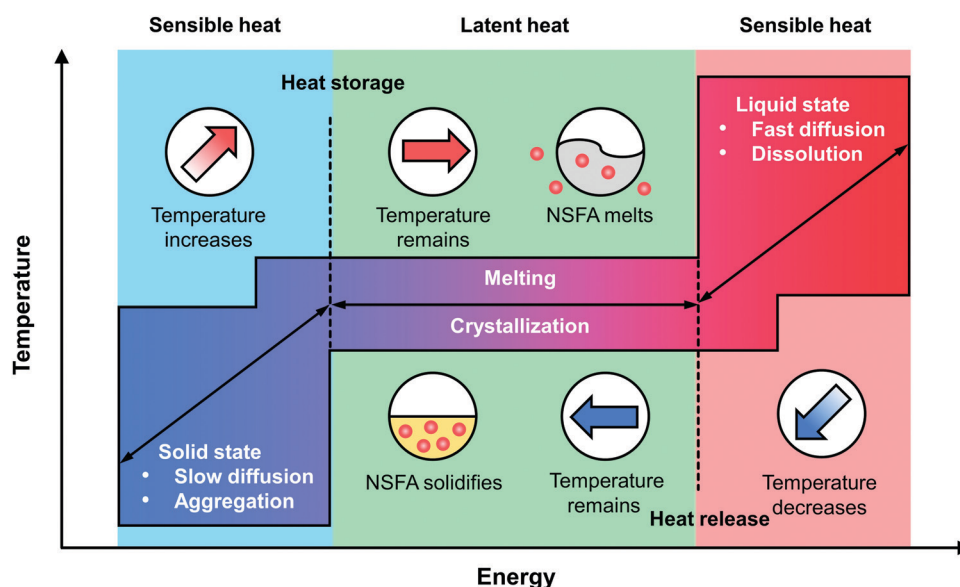 Sensible heat
Latent heat
Sensible heat
Heat storage
Temperature
increases
Temperature
remains
NSFA melts
Liquid state
• Fast diffusion
• Dissolution
Melting
Crystallization
Solid state
• Slow diffusion
• Aggregation
NSFA solidifies
Temperature
remains
Temperature
decreases
Heat release
Temperature
Energy